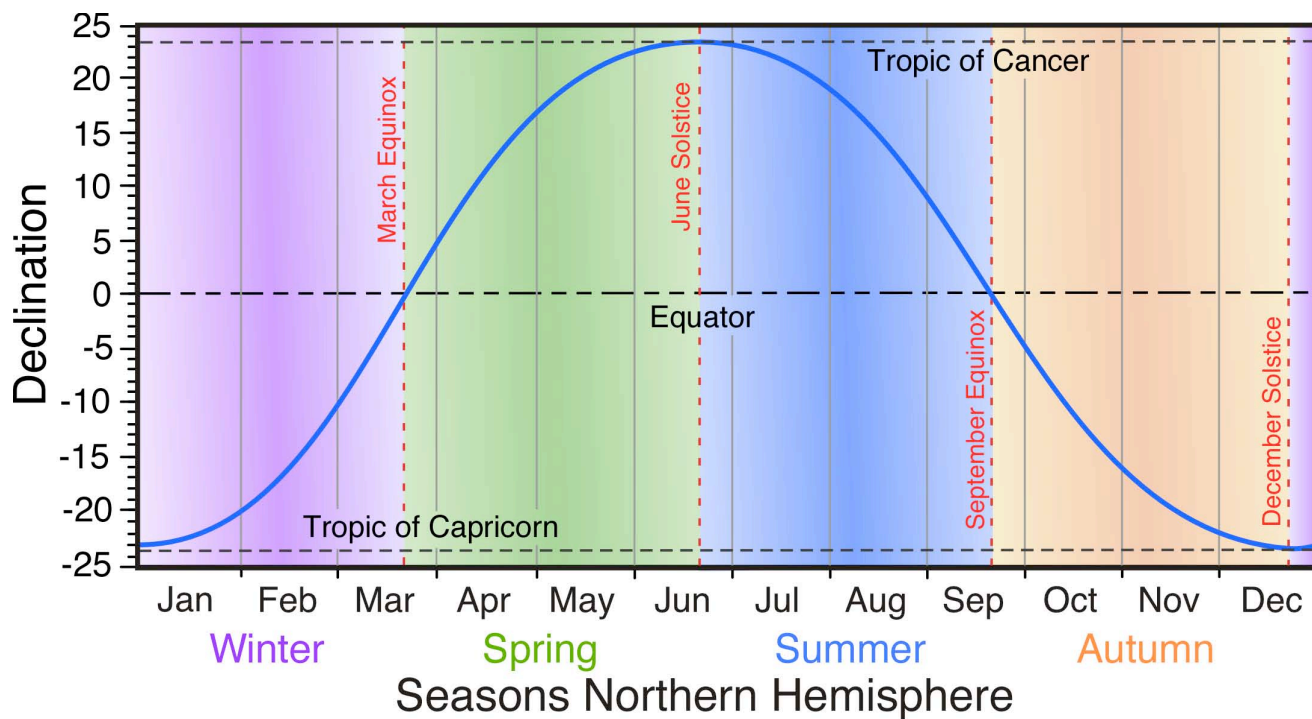 Declination
25
20
15
10
5
0
-5
-10
-15
-20
-25
Tropic of Cancer
March Equinox
June Solstice
Equator
September Equinox
December Solstice
Tropic of Capricorn
Jan Feb Mar Apr May Jun Jul Aug Sep Oct Nov Dec
Winter Spring Summer Autumn
Seasons Northern Hemisphere